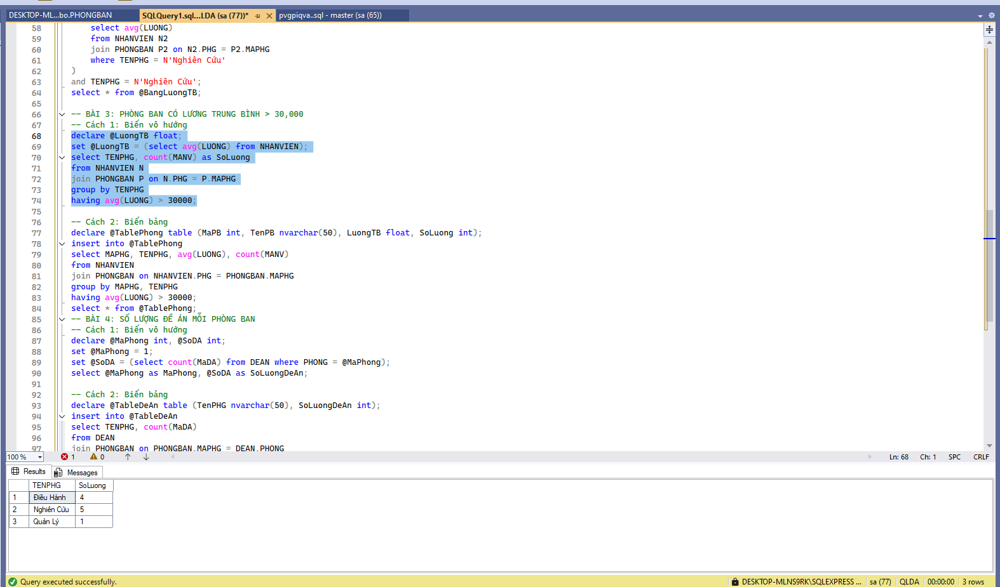 DESKTOP-ML...bo.PHONGBAN
SQLQuery1.sql...LDA (sa (77))*
pvgpiqva..sql - master (sa (65))
58 select avg(LUONG)
59 from NHANVIEN N2
60 join PHONGBAN P2 on N2.PHG = P2.MAPHG
61 where TENPHG = N'Nghiên Cứu'
62 )
63 and TENPHG = N'Nghiên Cứu';
64 select * from @BangLuongTB;
65
66 -- BÀI 3: PHÒNG BAN CÓ LƯƠNG TRUNG BÌNH > 30,000
67 -- Cách 1: Biến vô hướng
68 declare @LuongTB float;
69 set @LuongTB = (select avg(LUONG) from NHANVIEN);
70 select TENPHG, count(MANV) as SoLuong
71 from NHANVIEN N
72 join PHONGBAN P on N.PHG = P.MAPHG
73 group by TENPHG
74 having avg(LUONG) > 30000;
75
76 -- Cách 2: Biến bảng
77 declare @TablePhong table (MaPB int, TenPB nvarchar(50), LuongTB float, SoLuong int);
78 insert into @TablePhong
79 select MAPHG, TENPHG, avg(LUONG), count(MANV)
80 from NHANVIEN
81 join PHONGBAN on NHANVIEN.PHG = PHONGBAN.MAPHG
82 group by MAPHG, TENPHG
83 having avg(LUONG) > 30000;
84 select * from @TablePhong;
85 -- BÀI 4: SỐ LƯỢNG ĐỀ ÁN MỖI PHÒNG BAN
86 -- Cách 1: Biến vô hướng
87 declare @MaPhong int, @SoDA int;
88 set @MaPhong = 1;
89 set @SoDA = (select count(MaDA) from DEAN where PHONG = @MaPhong);
90 select @MaPhong as MaPhong, @SoDA as SoLuongDeAn;
91
92 -- Cách 2: Biến bảng
93 declare @TableDeAn table (TenPHG nvarchar(50), SoLuongDeAn int);
94 insert into @TableDeAn
95 select TENPHG, count(MaDA)
96 from DEAN
97 join PHONGBAN on PHONGBAN.MAPHG = DEAN.PHONG
100 % 1 0 Ln: 68 Ch: 1 SPC CRLF
Results Messages
TENPHG SoLuong
1 Điều Hành 4
2 Nghiên Cứu 5
3 Quản Lý 1
Query executed successfully. DESKTOP-MLNS9RK\SQLEXPRESS ... sa (77) QLDA 00:00:00 3 rows